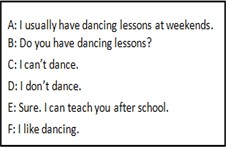 A: I usually have dancing lessons at weekends.
B: Do you have dancing lessons?
C: I can't dance.
D: I don't dance.
E: Sure. I can teach you after school.
F: I like dancing.